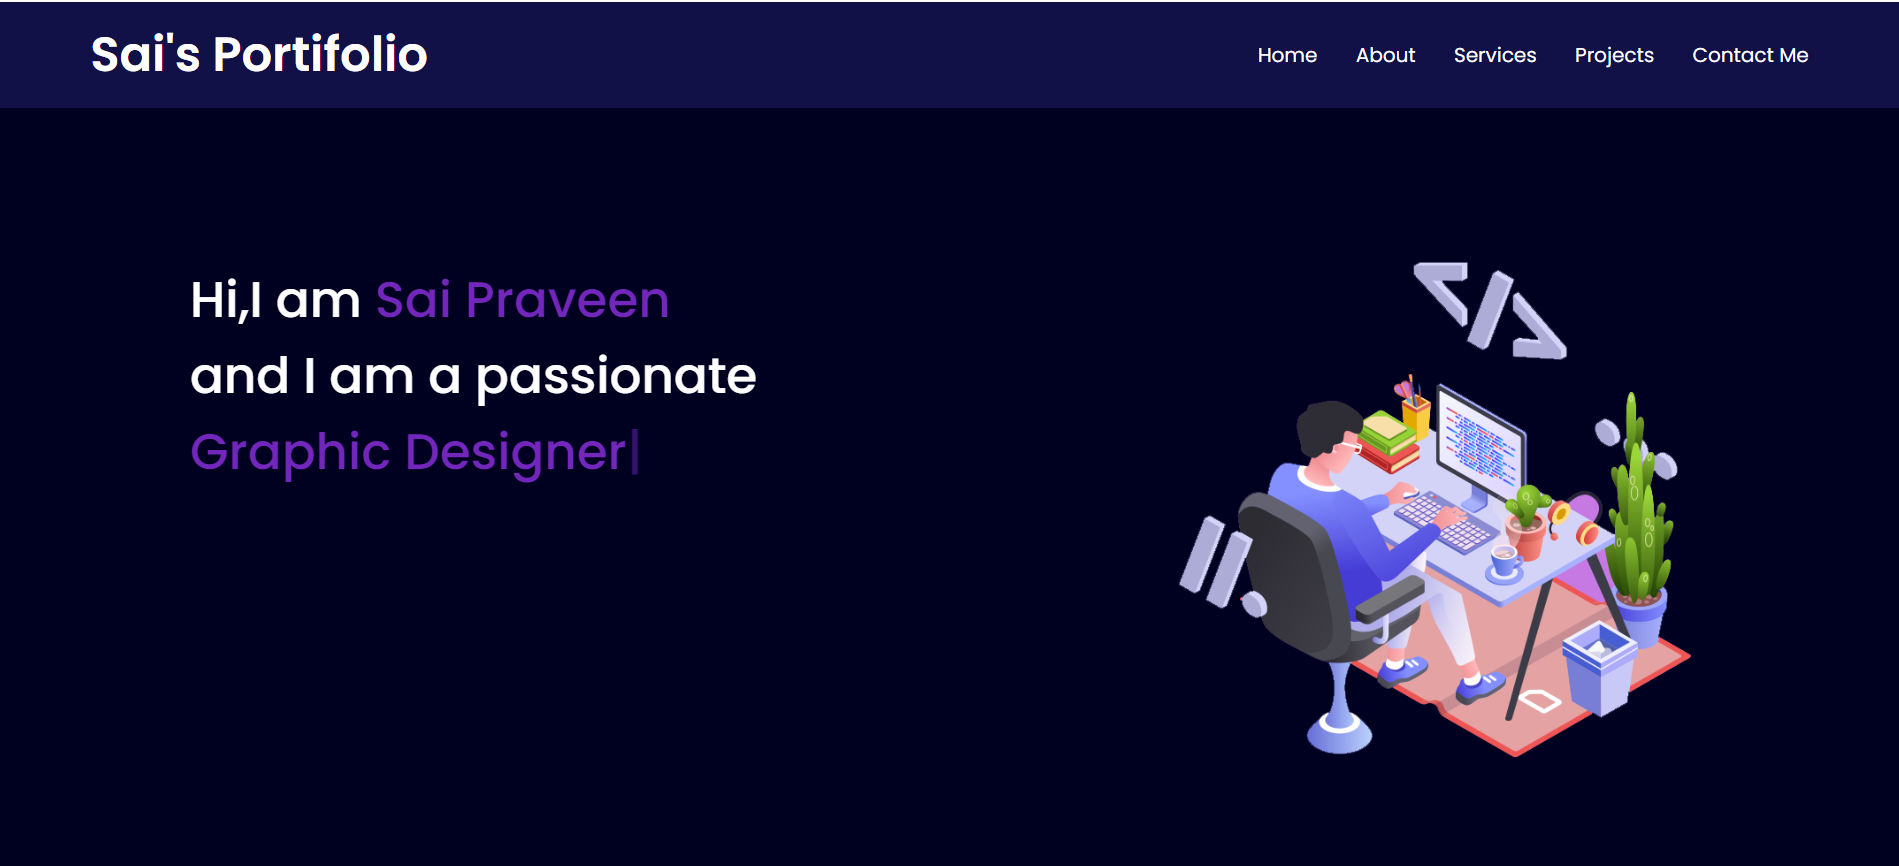 Sai's Portifolio
Home About Services Projects Contact Me
Hi,I am Sai Praveen
and I am a passionate
Graphic Designer|
</>